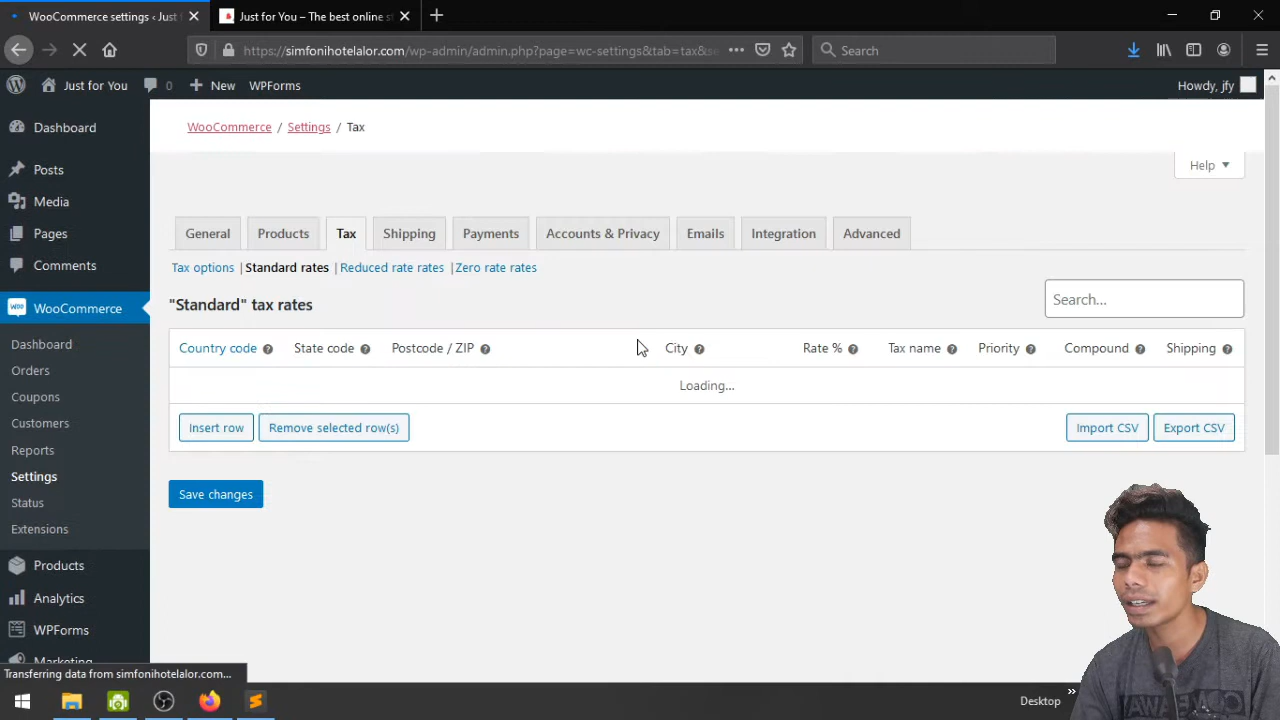 WooCommerce settings ‹ Just f
Just for You – The best online s
https://simfonihotelalor.com/wp-admin/admin.php?page=wc-settings&tab=tax&se
Search
Just for You 0 New WPForms Howdy, jfy
WooCommerce / Settings / Tax
Help
Dashboard
Posts
Media
Pages
Comments
WooCommerce
Dashboard
Orders
Coupons
Customers
Reports
Settings
Status
Extensions
Products
Analytics
WPForms
Marketing
General Products Tax Shipping Payments Accounts & Privacy Emails Integration Advanced
Tax options | Standard rates | Reduced rate rates | Zero rate rates
"Standard" tax rates
Search...
Country code ? State code ? Postcode / ZIP ? City ? Rate % ? Tax name ? Priority ? Compound ? Shipping ?
Loading...
Insert row Remove selected row(s) Import CSV Export CSV
Save changes
Transferring data from simfonihotelalor.com...
Desktop